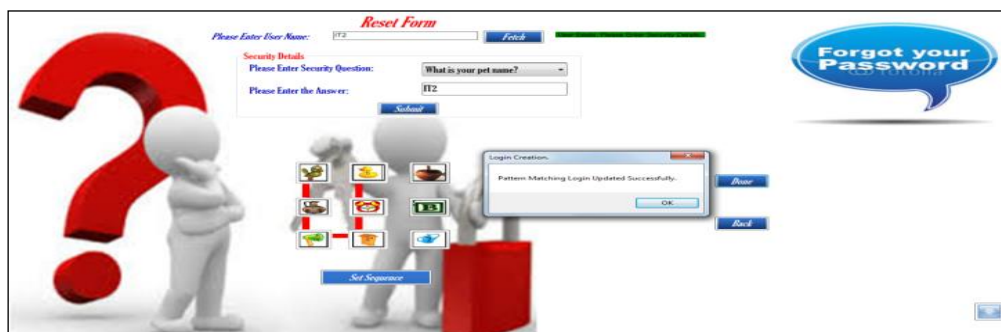 Reset Form
Please Enter User Name: IT2 Fetch
Security Details
Please Enter Security Question: What is your pet name?
Please Enter the Answer: IT2
Submit
Forgot your
Password
Login Creation.
Pattern Matching Login Updated Successfully.
OK
Done
Back
13
Set Sequence